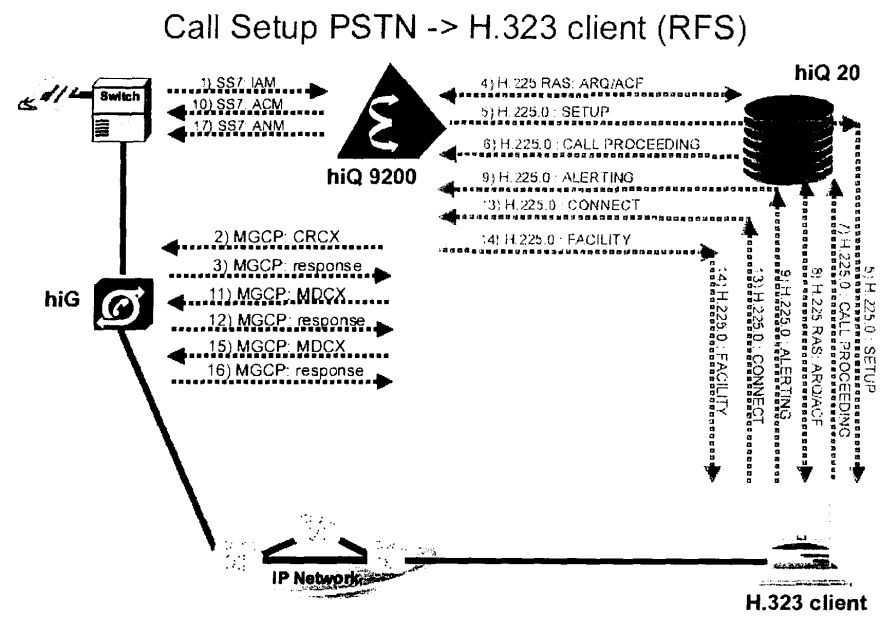 Call Setup PSTN -> H.323 client (RFS)
Switch
1) SS7: IAM
10) SS7: ACM
17) SS7: ANM
hiQ 9200
4) H.225 RAS: ARQ/ACF
5) H.225.0 : SETUP
6) H.225.0 : CALL PROCEEDING
9) H.225.0 : ALERTING
13) H.225.0 : CONNECT
14) H.225.0 : FACILITY
hiQ 20
2) MGCP: CRCX
3) MGCP: response
11) MGCP: MDCX
12) MGCP: response
15) MGCP: MDCX
16) MGCP: response
hiG
14) H.225.0 : FACILITY
13) H.225.0 : CONNECT
9) H.225.0 : ALERTING
8) H.225 RAS: ARQ/ACF
7) H.225.0 : CALL PROCEEDING
5) H.225.0 : SETUP
IP Network
H.323 client